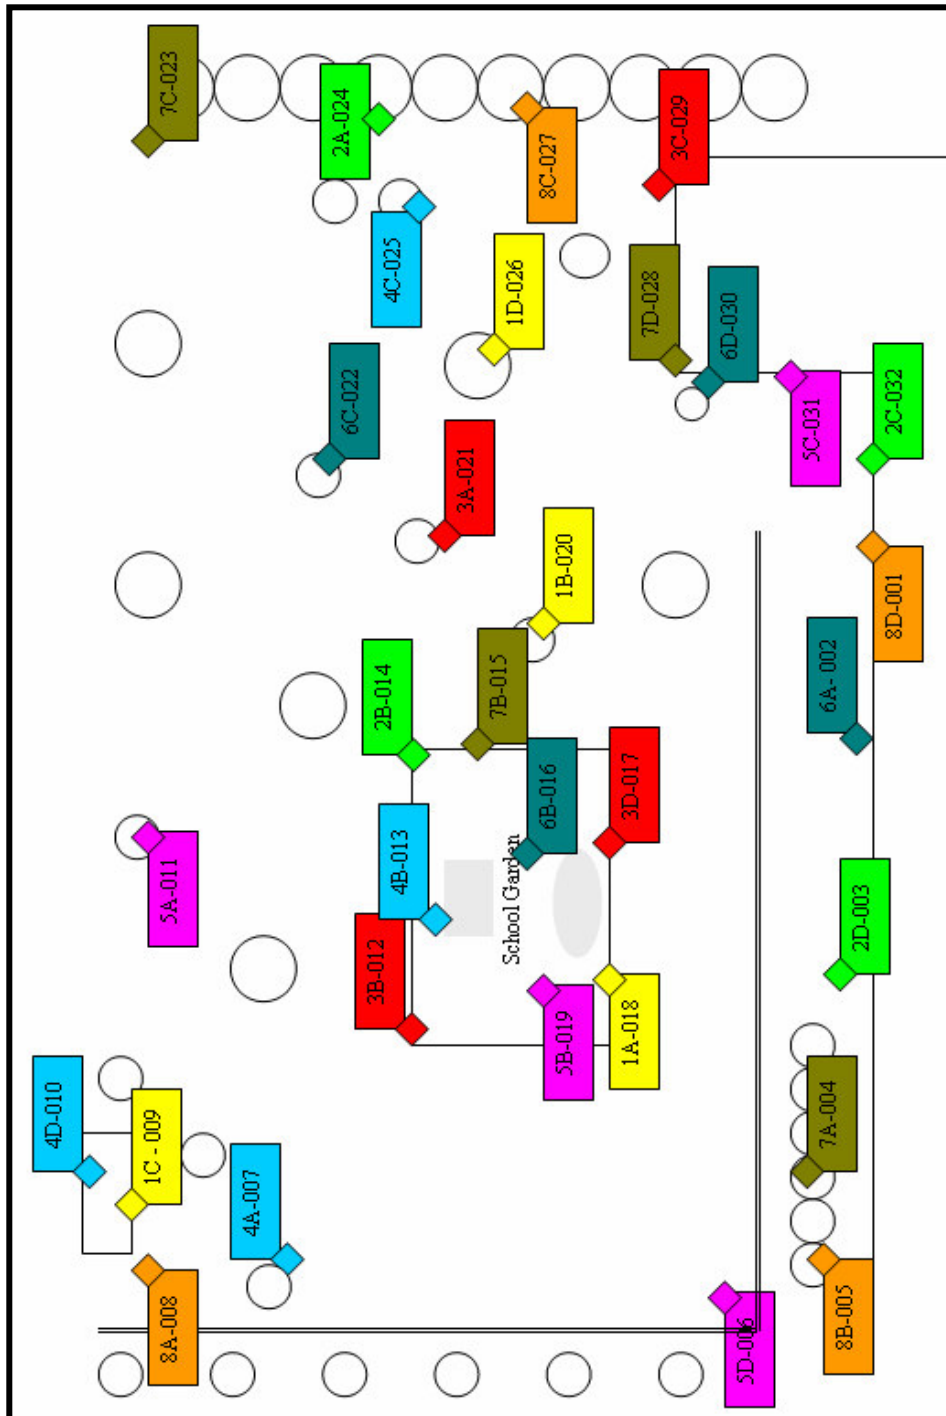 7C-023
2A-024
8C-027
3C-029
4C-025
1D-026
7D-028
6D-030
6C-022
5C-031
2C-032
3A-021
1B-020
8D-001
2B-014
7B-015
6A- 002
6B-016
3D-017
4B-013
5A-011
School Garden
3B-012
2D-003
5B-019
1A-018
4D-010
1C - 009
7A-004
4A-007
8A-008
5D-006
8B-005